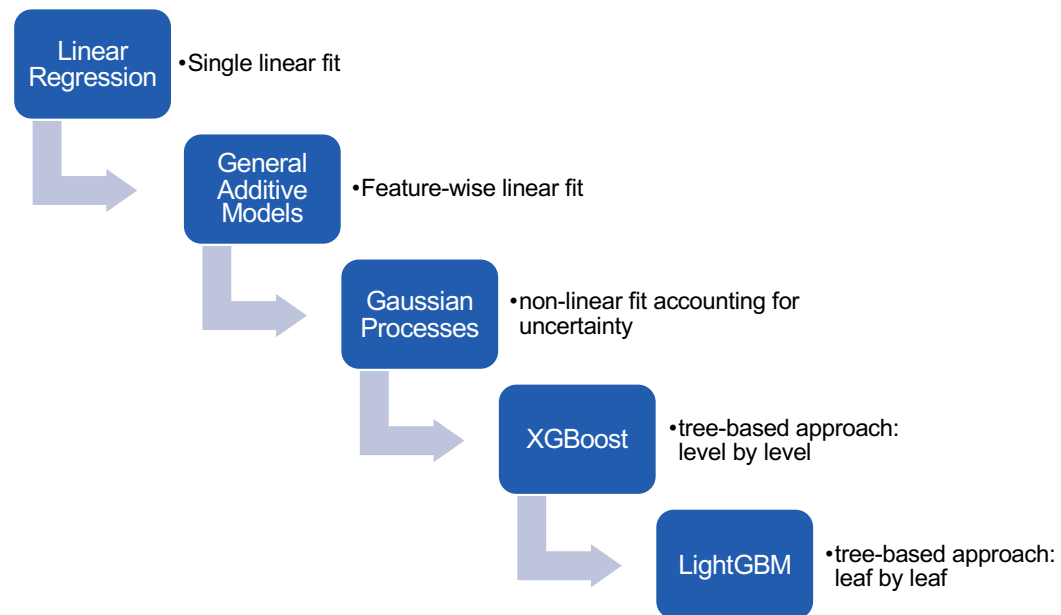 Linear
Regression
•Single linear fit
General
Additive
Models
•Feature-wise linear fit
Gaussian
Processes
•non-linear fit accounting for
uncertainty
XGBoost
•tree-based approach:
level by level
LightGBM
•tree-based approach:
leaf by leaf